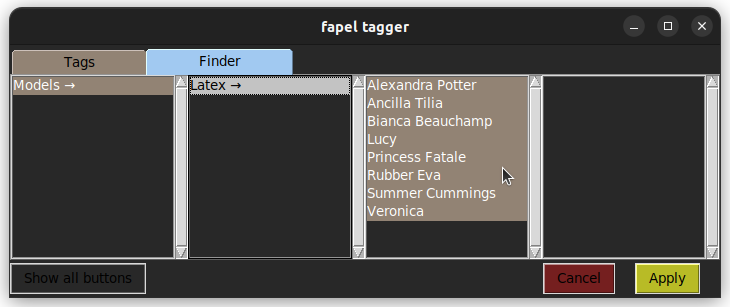 fapel tagger
Tags
Finder
Models →
Latex →
Alexandra Potter
Ancilla Tilia
Bianca Beauchamp
Lucy
Princess Fatale
Rubber Eva
Summer Cummings
Veronica
Show all buttons
Cancel
Apply